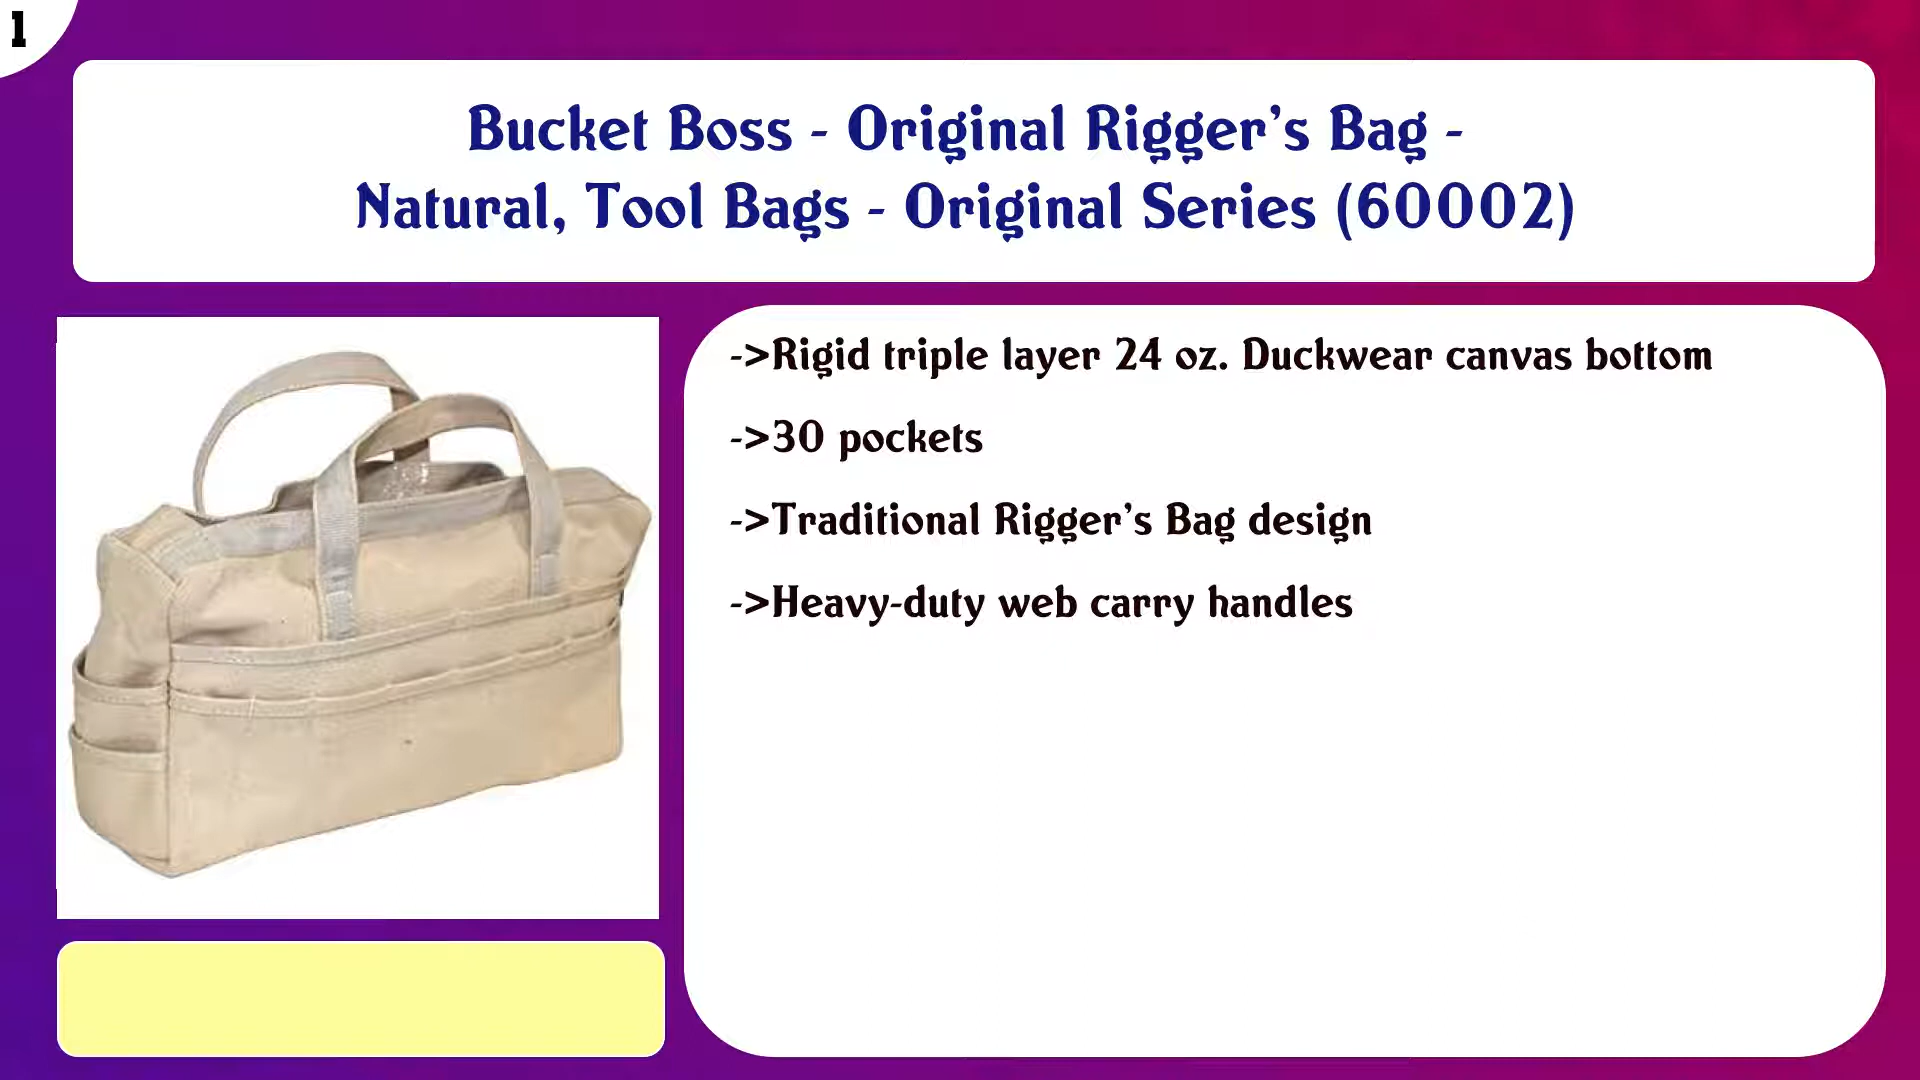 1
Bucket Boss - Original Rigger's Bag -
Natural, Tool Bags - Original Series (60002)
->Rigid triple layer 24 oz. Duckwear canvas bottom
->30 pockets
->Traditional Rigger's Bag design
->Heavy-duty web carry handles